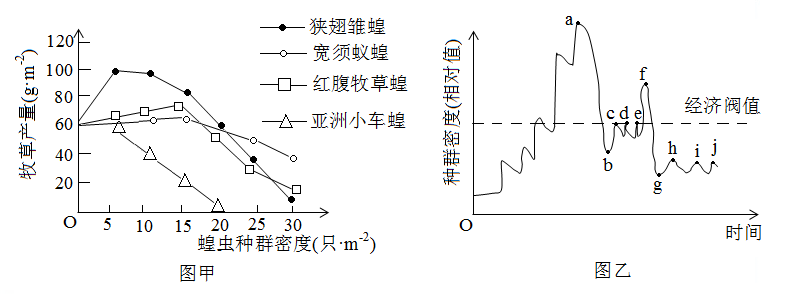 牧草产量(g·m-2)
120
100
80
60
40
20
O
5
10
15
20
25
30
蝗虫种群密度(只·m-2)
狭翅雏蝗
宽须蚁蝗
红腹牧草蝗
亚洲小车蝗
图甲
种群密度(相对值)
a
b
c
d
e
f
g
h
i
j
经济阀值
O
时间
图乙